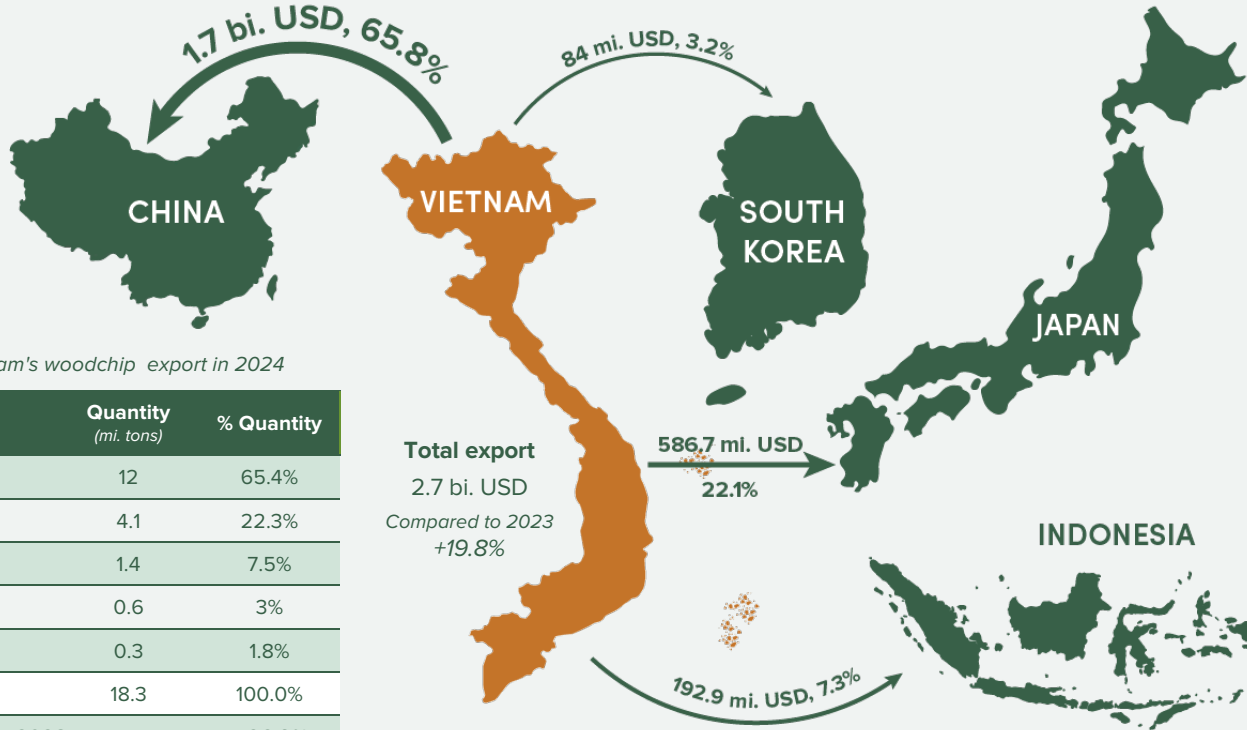 1.7 bi. USD, 65.8%
84 mi. USD, 3.2%
CHINA
VIETNAM
SOUTH
KOREA
JAPAN
am's woodchip export in 2024
Quantity
(mi. tons)
% Quantity
12 65.4%
4.1 22.3%
1.4 7.5%
0.6 3%
0.3 1.8%
18.3 100.0%
Total export
2.7 bi. USD
Compared to 2023
+19.8%
586,7 mi. USD
22.1%
INDONESIA
192.9 mi. USD, 7.3%